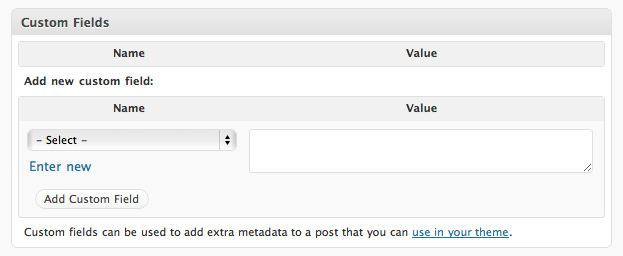 Custom Fields
Name Value
Add new custom field:
Name Value
– Select –
Enter new
Add Custom Field
Custom fields can be used to add extra metadata to a post that you can use in your theme.